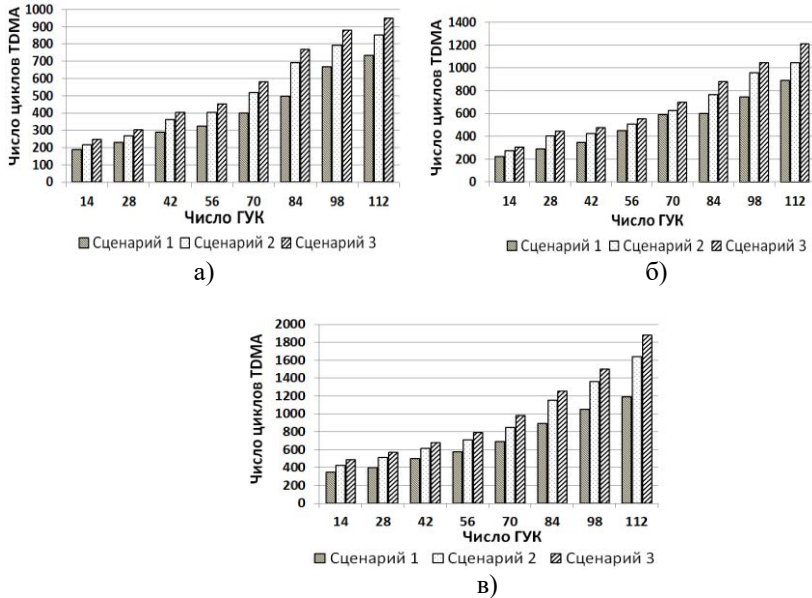 Число циклов TDMA
1000
900
800
700
600
500
400
300
200
100
0
14 28 42 56 70 84 98 112
Число ГУК
Сценарий 1 Сценарий 2 Сценарий 3
а)
Число циклов TDMA
1400
1200
1000
800
600
400
200
0
14 28 42 56 70 84 98 112
Число ГУК
Сценарий 1 Сценарий 2 Сценарий 3
б)
Число циклов TDMA
2000
1800
1600
1400
1200
1000
800
600
400
200
0
14 28 42 56 70 84 98 112
Число ГУК
Сценарий 1 Сценарий 2 Сценарий 3
в)